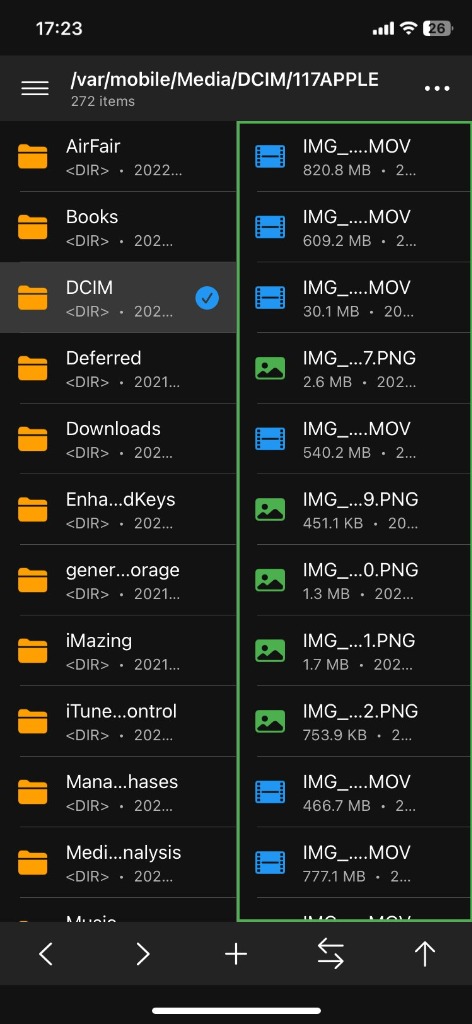 17:23
26
/var/mobile/Media/DCIM/117APPLE
272 items
AirFair
<DIR> • 2022...
Books
<DIR> • 202...
DCIM
<DIR> • 202...
Deferred
<DIR> • 2021...
Downloads
<DIR> • 202...
Enha...dKeys
<DIR> • 202...
gener...orage
<DIR> • 2021...
iMazing
<DIR> • 2021...
iTune...ontrol
<DIR> • 202...
Mana...hases
<DIR> • 202...
Medi...nalysis
<DIR> • 202...
Music
IMG_....MOV
820.8 MB • 2...
IMG_....MOV
609.2 MB • 2...
IMG_....MOV
30.1 MB • 20...
IMG_...7.PNG
2.6 MB • 202...
IMG_....MOV
540.2 MB • 2...
IMG_...9.PNG
451.1 KB • 20...
IMG_...0.PNG
1.3 MB • 202...
IMG_...1.PNG
1.7 MB • 202...
IMG_...2.PNG
753.9 KB • 2...
IMG_....MOV
466.7 MB • 2...
IMG_....MOV
777.1 MB • 2...
IMG_....MOV